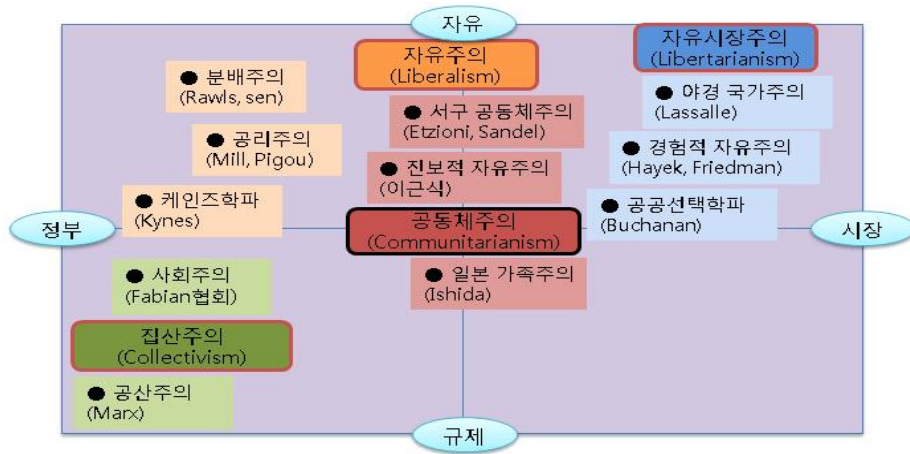 자유
자유주의
(Liberalism)
자유시장주의
(Libertarianism)
● 분배주의
(Rawls, sen)
● 야경 국가주의
(Lassalle)
● 서구 공동체주의
(Etzioni, Sandel)
● 공리주의
(Mill, Pigou)
● 경험적 자유주의
(Hayek, Friedman)
● 진보적 자유주의
(이근식)
● 케인즈학파
(Kynes)
● 공공선택학파
(Buchanan)
정부
공동체주의
(Communitarianism)
시장
● 사회주의
(Fabian협회)
● 일본 가족주의
(Ishida)
집산주의
(Collectivism)
● 공산주의
(Marx)
규제